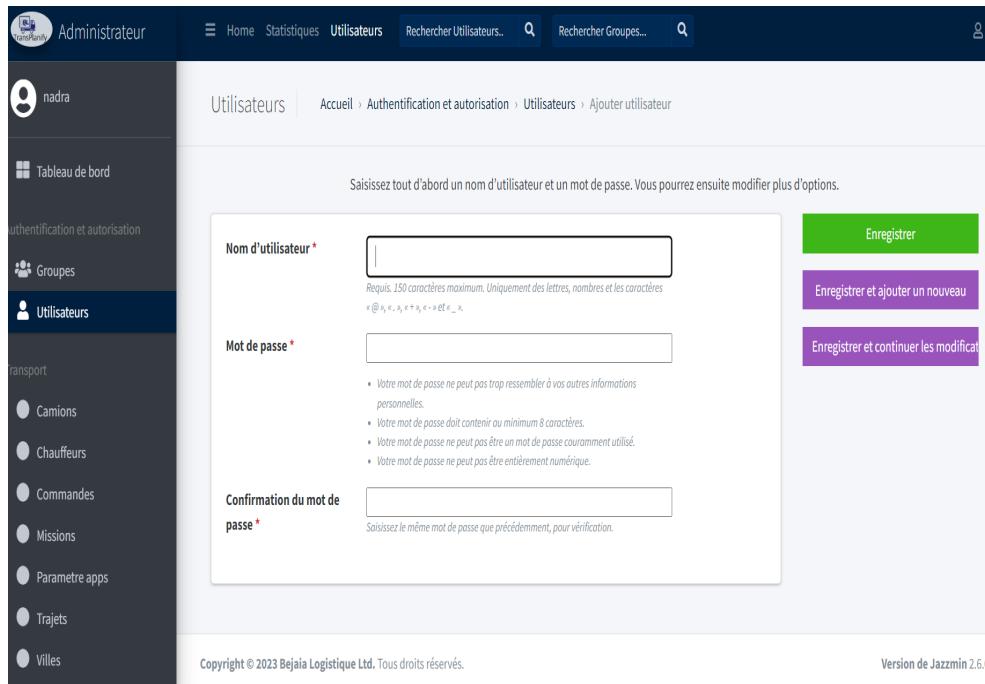 TransPlanify
Administrateur
Home Statistiques Utilisateurs Rechercher Utilisateurs.. Rechercher Groupes...
nadra
Tableau de bord
Authentification et autorisation
Groupes
Utilisateurs
Transport
Camions
Chauffeurs
Commandes
Missions
Parametre apps
Trajets
Villes
Utilisateurs
Accueil › Authentification et autorisation › Utilisateurs › Ajouter utilisateur
Saisissez tout d'abord un nom d'utilisateur et un mot de passe. Vous pourrez ensuite modifier plus d'options.
Nom d'utilisateur *
Requis. 150 caractères maximum. Uniquement des lettres, nombres et les caractères
« @ », « . », « + », « - » et « _ ».
Mot de passe *
• Votre mot de passe ne peut pas trop ressembler à vos autres informations
personnelles.
• Votre mot de passe doit contenir au minimum 8 caractères.
• Votre mot de passe ne peut pas être un mot de passe couramment utilisé.
• Votre mot de passe ne peut pas être entièrement numérique.
Confirmation du mot de
passe *
Saisissez le même mot de passe que précédemment, pour vérification.
Enregistrer
Enregistrer et ajouter un nouveau
Enregistrer et continuer les modificat
Copyright © 2023 Bejaia Logistique Ltd. Tous droits réservés.
Version de Jazzmin 2.6.